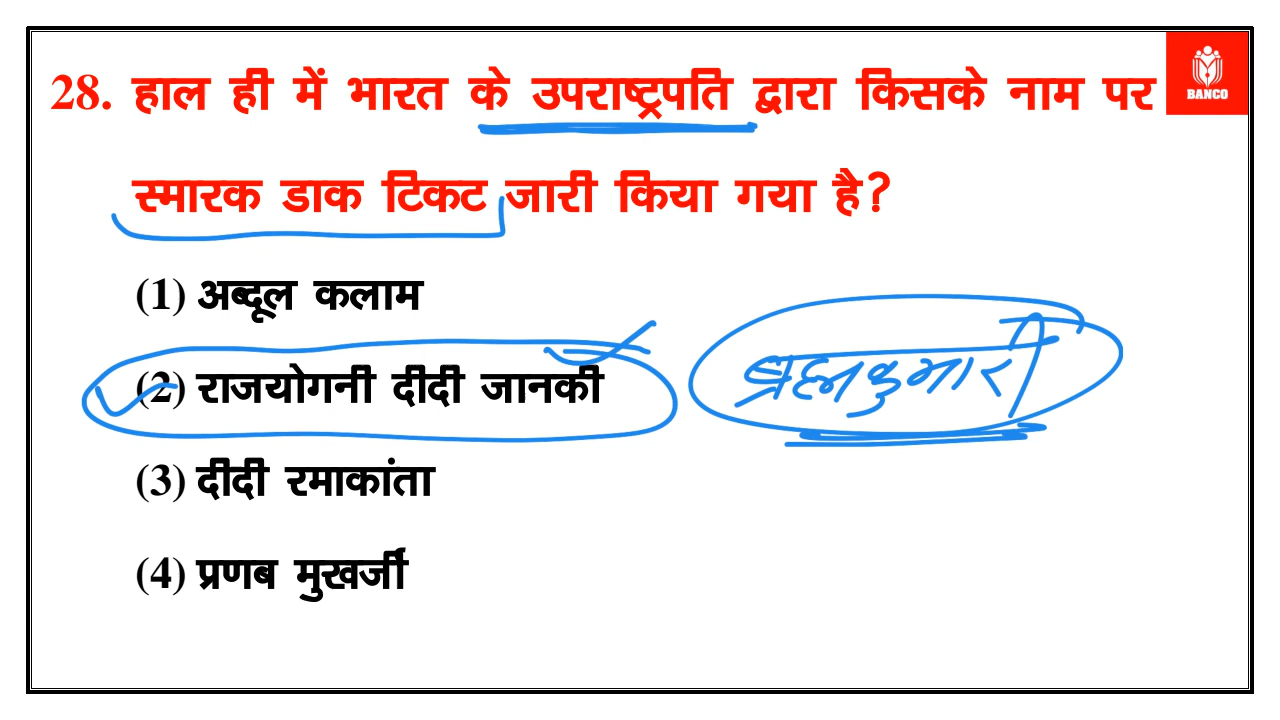 28. हाल ही में भारत के उपराष्ट्रपति द्वारा किसके नाम पर
BANCO
स्मारक डाक टिकट जारी किया गया है?
(1) अब्दूल कलाम
(2) राजयोगनी दीदी जानकी
ब्रह्माकुमारी
(3) दीदी रमाकांता
(4) प्रणब मुखर्जी